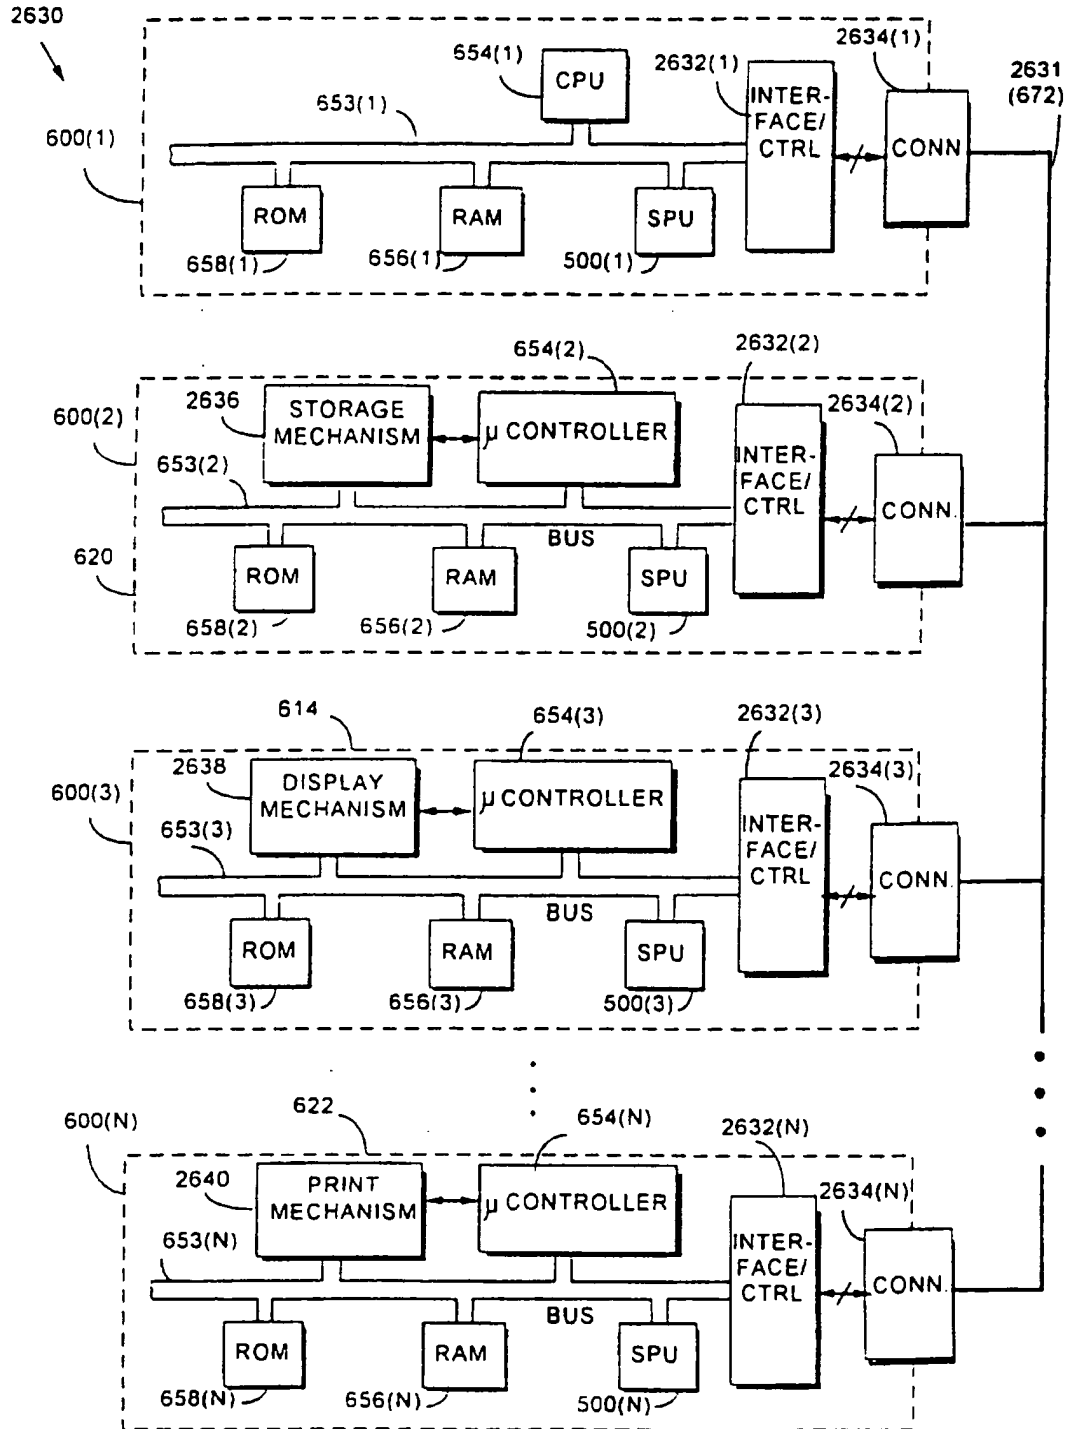 2630
654(1)
2632(1)
2634(1)
2631
(672)
600(1)
653(1)
CPU
INTER-
FACE/
CTRL
CONN
ROM
RAM
SPU
658(1)
656(1)
500(1)
654(2)
2632(2)
2634(2)
600(2)
2636
STORAGE
MECHANISM
µ CONTROLLER
INTER-
FACE/
CTRL
CONN.
653(2)
BUS
620
ROM
RAM
SPU
658(2)
656(2)
500(2)
614
654(3)
2632(3)
2634(3)
600(3)
2638
DISPLAY
MECHANISM
µ CONTROLLER
INTER-
FACE/
CTRL
CONN.
653(3)
BUS
ROM
RAM
SPU
658(3)
656(3)
500(3)
600(N)
622
654(N)
2632(N)
2634(N)
2640
PRINT
MECHANISM
µ CONTROLLER
INTER-
FACE/
CTRL
CONN.
653(N)
BUS
ROM
RAM
SPU
658(N)
656(N)
500(N)